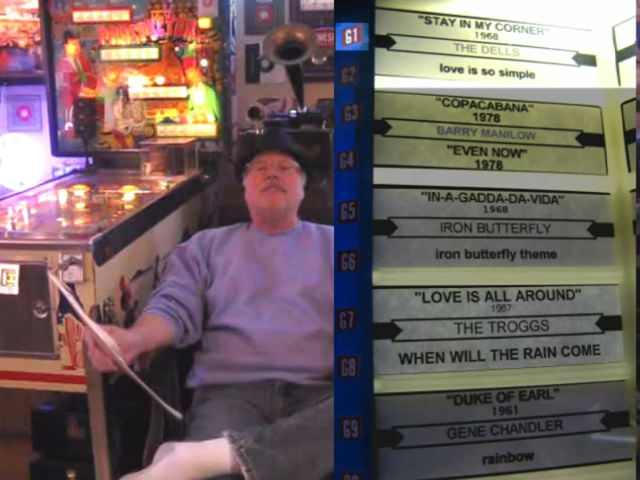 G1
"STAY IN MY CORNER"
1968
THE DELLS
G2
love is so simple
G3
"COPACABANA"
1978
BARRY MANILOW
G4
"EVEN NOW"
1978
G5
"IN-A-GADDA-DA-VIDA"
1968
IRON BUTTERFLY
G6
iron butterfly theme
"LOVE IS ALL AROUND"
1967
G7
THE TROGGS
G8
WHEN WILL THE RAIN COME
"DUKE OF EARL"
1961
G9
GENE CHANDLER
rainbow